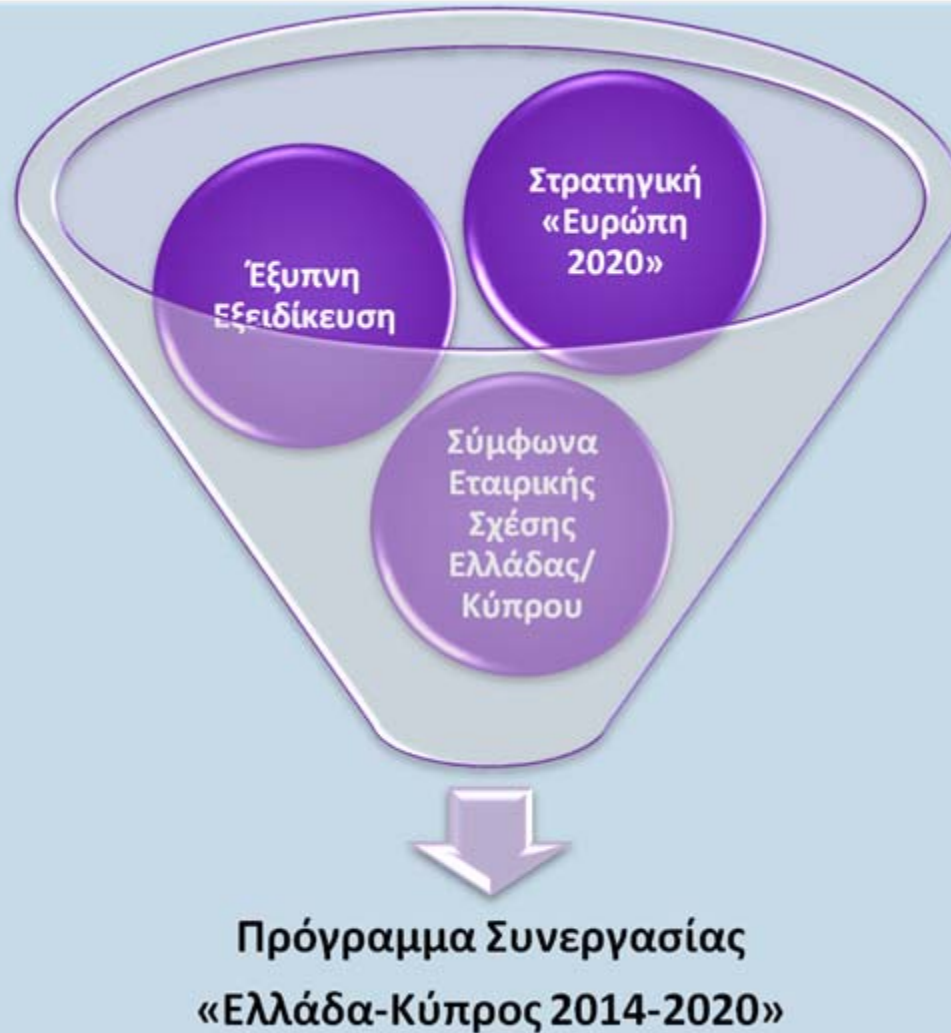 Στρατηγική
«Ευρώπη
2020»
Έξυπνη
Εξειδίκευση
Σύμφωνα
Εταιρικής
Σχέσης
Ελλάδας/
Κύπρου
Πρόγραμμα Συνεργασίας
«Ελλάδα-Κύπρος 2014-2020»